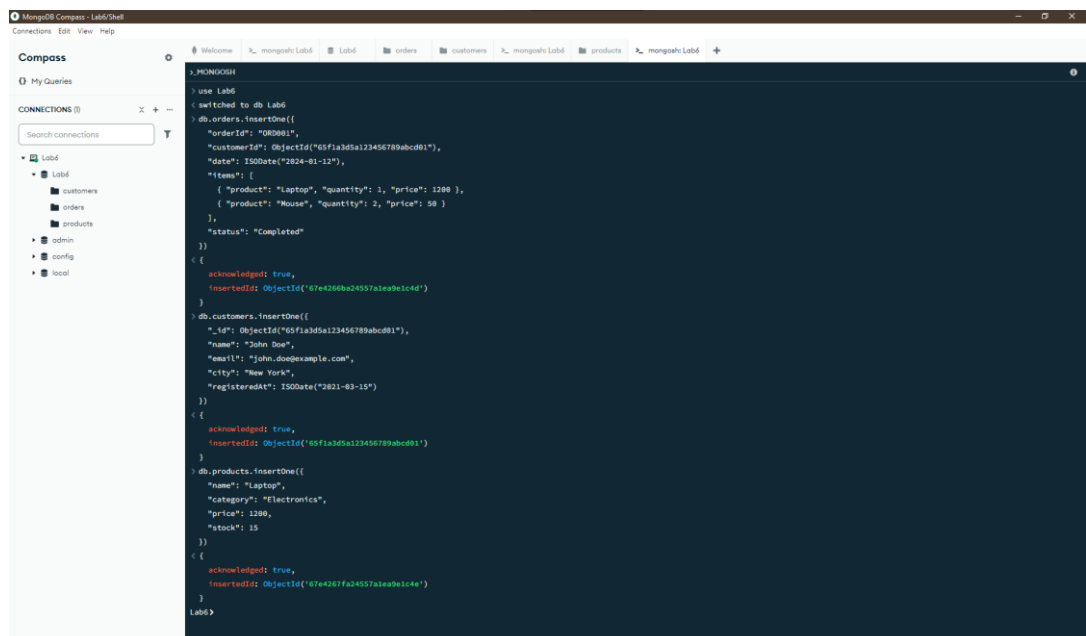 MongoDB Compass - Lab6/Shell
Connections Edit View Help
Compass
{} My Queries
CONNECTIONS (1)
Search connections
Lab6
Lab6
customers
orders
products
admin
config
local
Welcome >_ mongosh: Lab6 Lab6 orders customers >_ mongosh: Lab6 products >_ mongosh: Lab6 +
>_MONGOSH
> use Lab6
< switched to db Lab6
> db.orders.insertOne({
"orderId": "ORD001",
"customerId": ObjectId("65f1a3d5a123456789abcd01"),
"date": ISODate("2024-01-12"),
"items": [
{ "product": "Laptop", "quantity": 1, "price": 1200 },
{ "product": "Mouse", "quantity": 2, "price": 50 }
],
"status": "Completed"
})
< {
acknowledged: true,
insertedId: ObjectId('67e4266ba24557a1ea9e1c4d')
}
> db.customers.insertOne({
"_id": ObjectId("65f1a3d5a123456789abcd01"),
"name": "John Doe",
"email": "john.doe@example.com",
"city": "New York",
"registeredAt": ISODate("2021-03-15")
})
< {
acknowledged: true,
insertedId: ObjectId('65f1a3d5a123456789abcd01')
}
> db.products.insertOne({
"name": "Laptop",
"category": "Electronics",
"price": 1200,
"stock": 15
})
< {
acknowledged: true,
insertedId: ObjectId('67e4267fa24557a1ea9e1c4e')
}
Lab6>